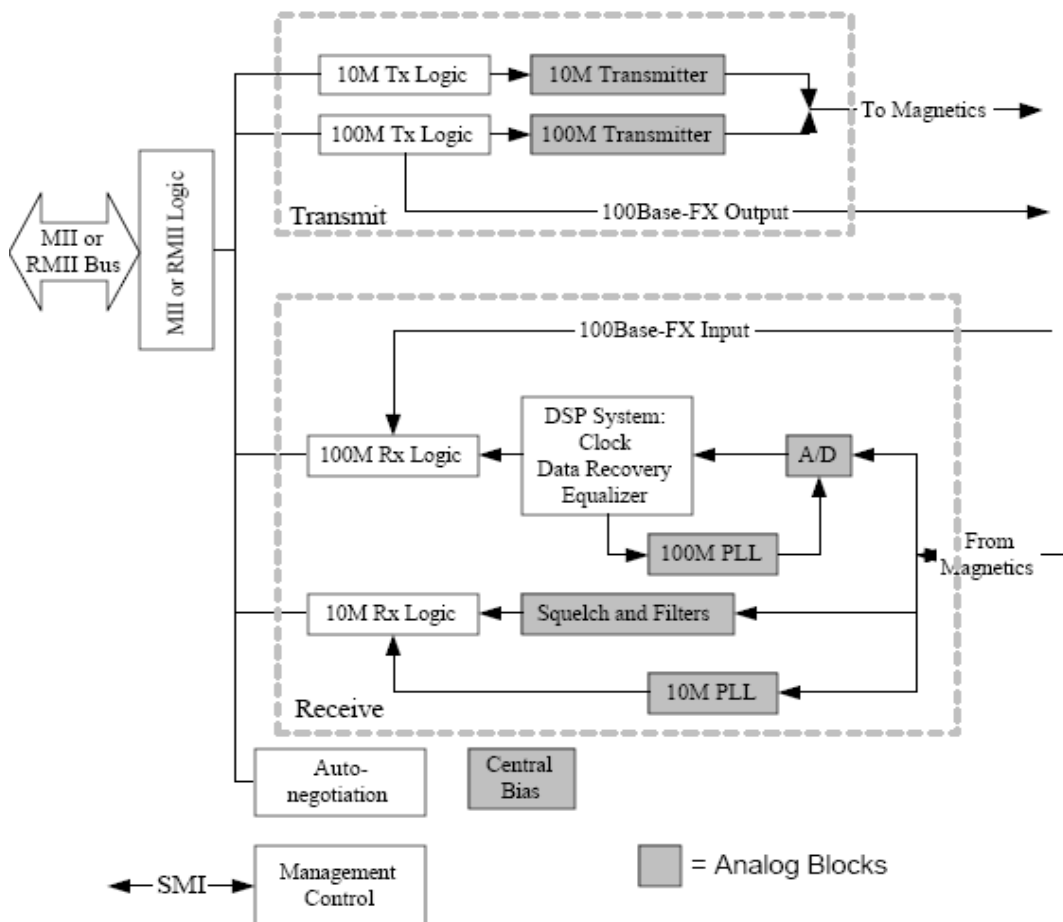 10M Tx Logic
10M Transmitter
To Magnetics
100M Tx Logic
100M Transmitter
Transmit
100Base-FX Output
MII or
RMII Bus
MII or RMII Logic
100Base-FX Input
100M Rx Logic
DSP System:
Clock
Data Recovery
Equalizer
A/D
100M PLL
From
Magnetics
10M Rx Logic
Squelch and Filters
10M PLL
Receive
Auto-
negotiation
Central
Bias
SMI
Management
Control
= Analog Blocks